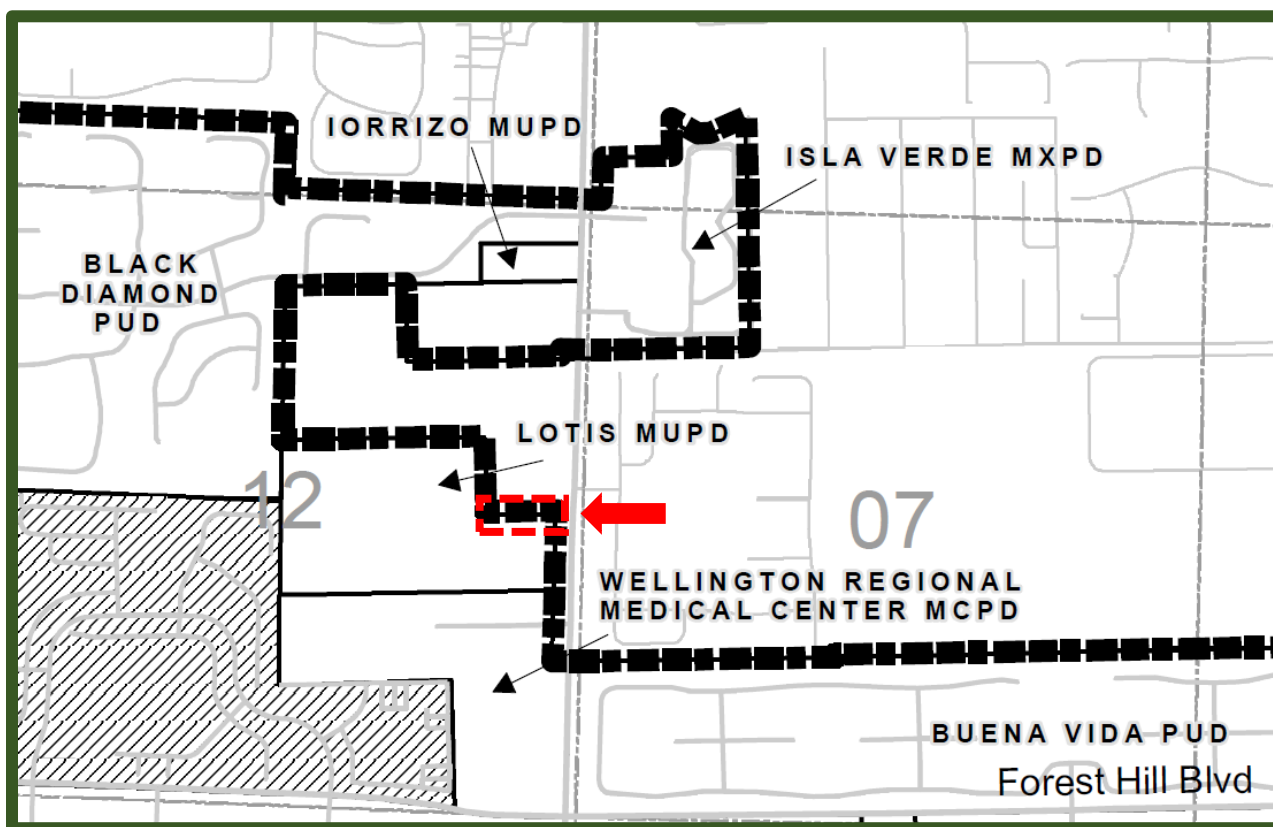 IORRIZO MUPD
ISLA VERDE MXPD
BLACK
DIAMOND
PUD
LOTIS MUPD
12
07
WELLINGTON REGIONAL
MEDICAL CENTER MCPD
BUENA VIDA PUD
Forest Hill Blvd